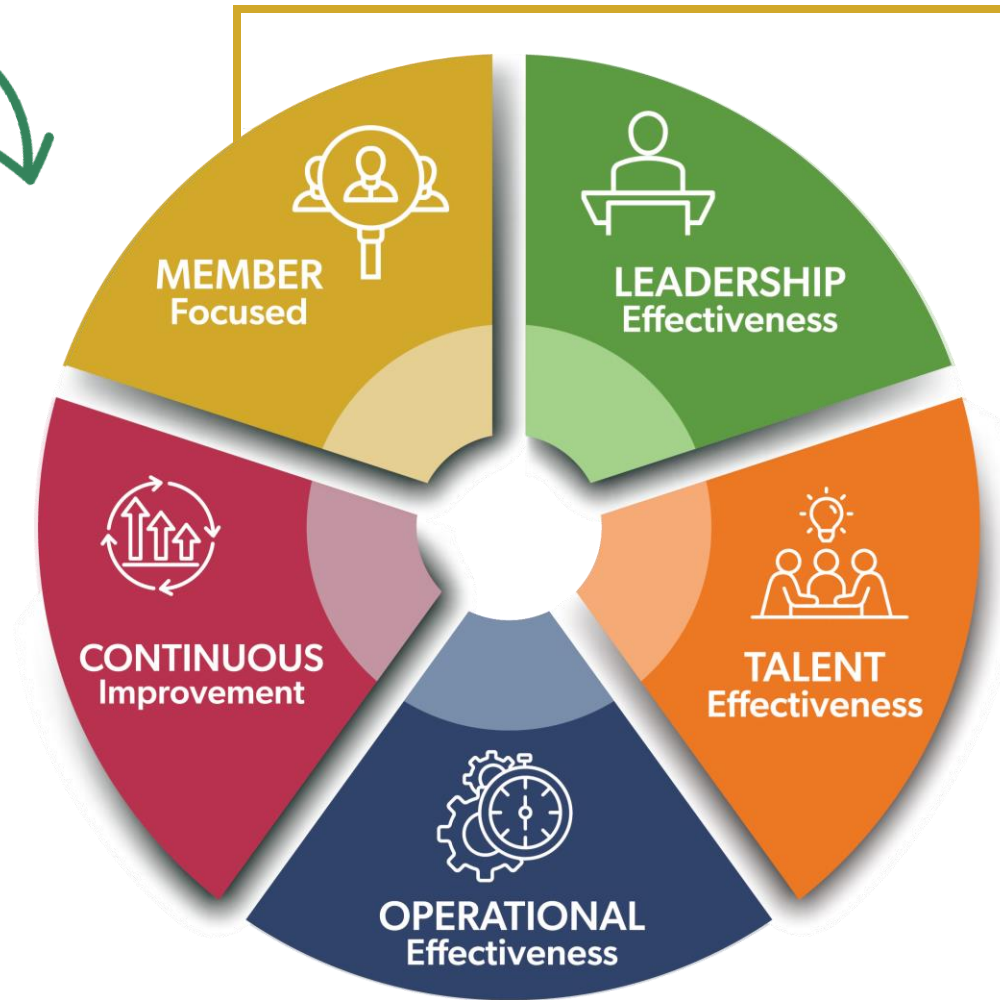 MEMBER
Focused
LEADERSHIP
Effectiveness
TALENT
Effectiveness
OPERATIONAL
Effectiveness
CONTINUOUS
Improvement